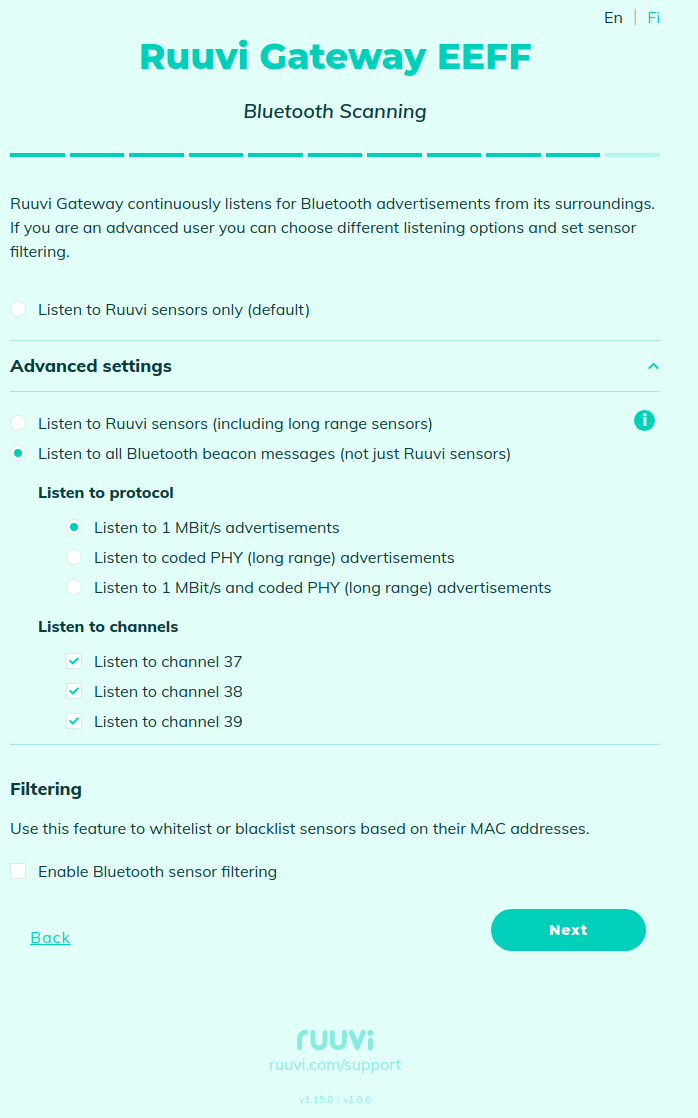 En | Fi
Ruuvi Gateway EEFF
Bluetooth Scanning
Ruuvi Gateway continuously listens for Bluetooth advertisements from its surroundings.
If you are an advanced user you can choose different listening options and set sensor
filtering.
Listen to Ruuvi sensors only (default)
Advanced settings
Listen to Ruuvi sensors (including long range sensors)
i
Listen to all Bluetooth beacon messages (not just Ruuvi sensors)
Listen to protocol
Listen to 1 MBit/s advertisements
Listen to coded PHY (long range) advertisements
Listen to 1 MBit/s and coded PHY (long range) advertisements
Listen to channels
Listen to channel 37
Listen to channel 38
Listen to channel 39
Filtering
Use this feature to whitelist or blacklist sensors based on their MAC addresses.
Enable Bluetooth sensor filtering
Back
Next
ruuvi
ruuvi.com/support
v1.15.0 | v1.0.0